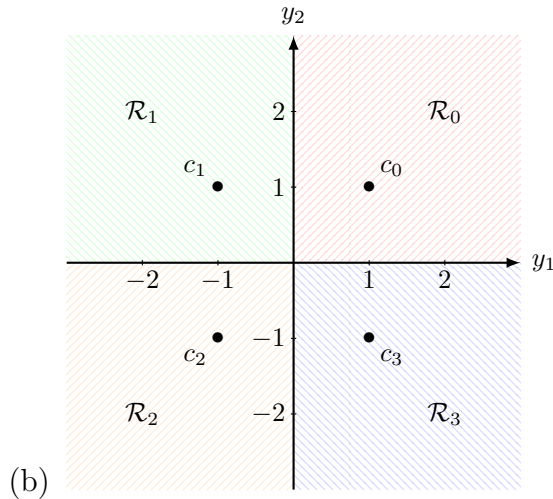 y₂
ℛ₁ 2 ℛ₀
c₁ 1 c₀
−2 −1 1 2 y₁
c₂ −1 c₃
ℛ₂ −2 ℛ₃
(b)